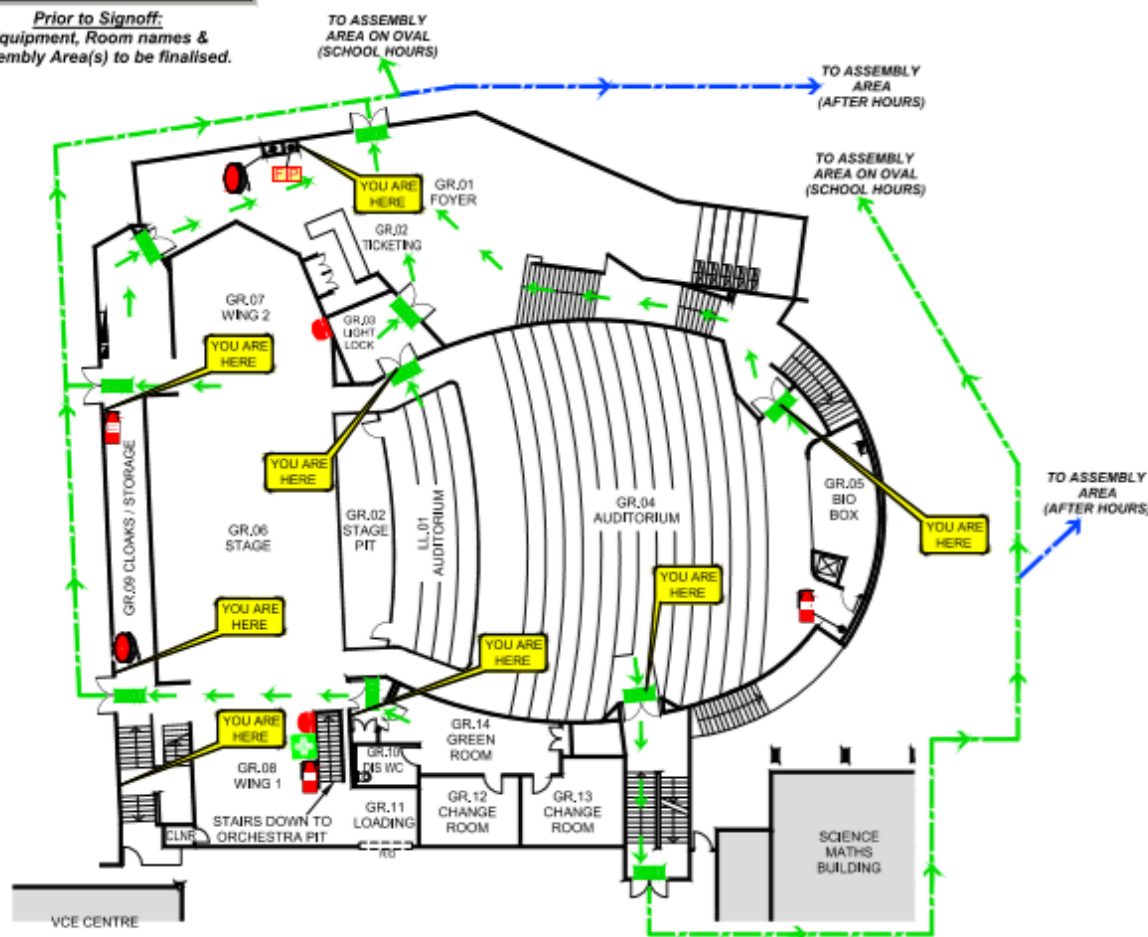 Prior to Signoff:
quipment, Room names &
embly Area(s) to be finalised.
TO ASSEMBLY
AREA ON OVAL
(SCHOOL HOURS)
TO ASSEMBLY
AREA
(AFTER HOURS)
TO ASSEMBLY
AREA ON OVAL
(SCHOOL HOURS)
YOU ARE
HERE
GR.01
FOYER
GR.02
TICKETING
GR.07
WING 2
GR.03
LIGHT
LOCK
YOU ARE
HERE
YOU ARE
HERE
GR.09 CLOAKS / STORAGE
GR.06
STAGE
GR.02
STAGE
PIT
LL.01
AUDITORIUM
GR.04
AUDITORIUM
GR.05
BIO
BOX
TO ASSEMBLY
AREA
(AFTER HOURS)
YOU ARE
HERE
YOU ARE
HERE
YOU ARE
HERE
YOU ARE
HERE
YOU ARE
HERE
GR.08
WING 1
GR.10
DIS WC
GR.14
GREEN
ROOM
GR.11
LOADING
GR.12
CHANGE
ROOM
GR.13
CHANGE
ROOM
STAIRS DOWN TO
ORCHESTRA PIT
CLNR
R/D
SCIENCE
MATHS
BUILDING
VCE CENTRE